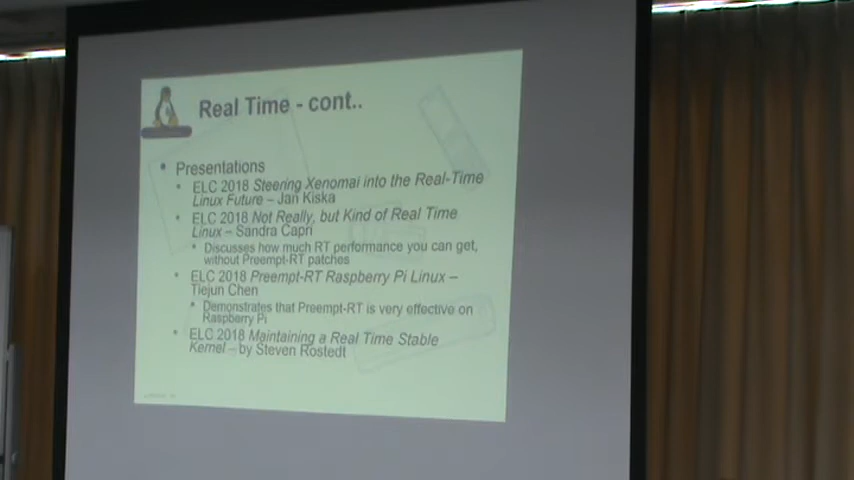 Real Time - cont..
• Presentations
• ELC 2018 Steering Xenomai into the Real-Time
Linux Future – Jan Kiska
• ELC 2018 Not Really, but Kind of Real Time
Linux – Sandra Capri
• Discusses how much RT performance you can get,
without Preempt-RT patches
• ELC 2018 Preempt-RT Raspberry Pi Linux –
Tiejun Chen
• Demonstrates that Preempt-RT is very effective on
Raspberry Pi
• ELC 2018 Maintaining a Real Time Stable
Kernel – by Steven Rostedt